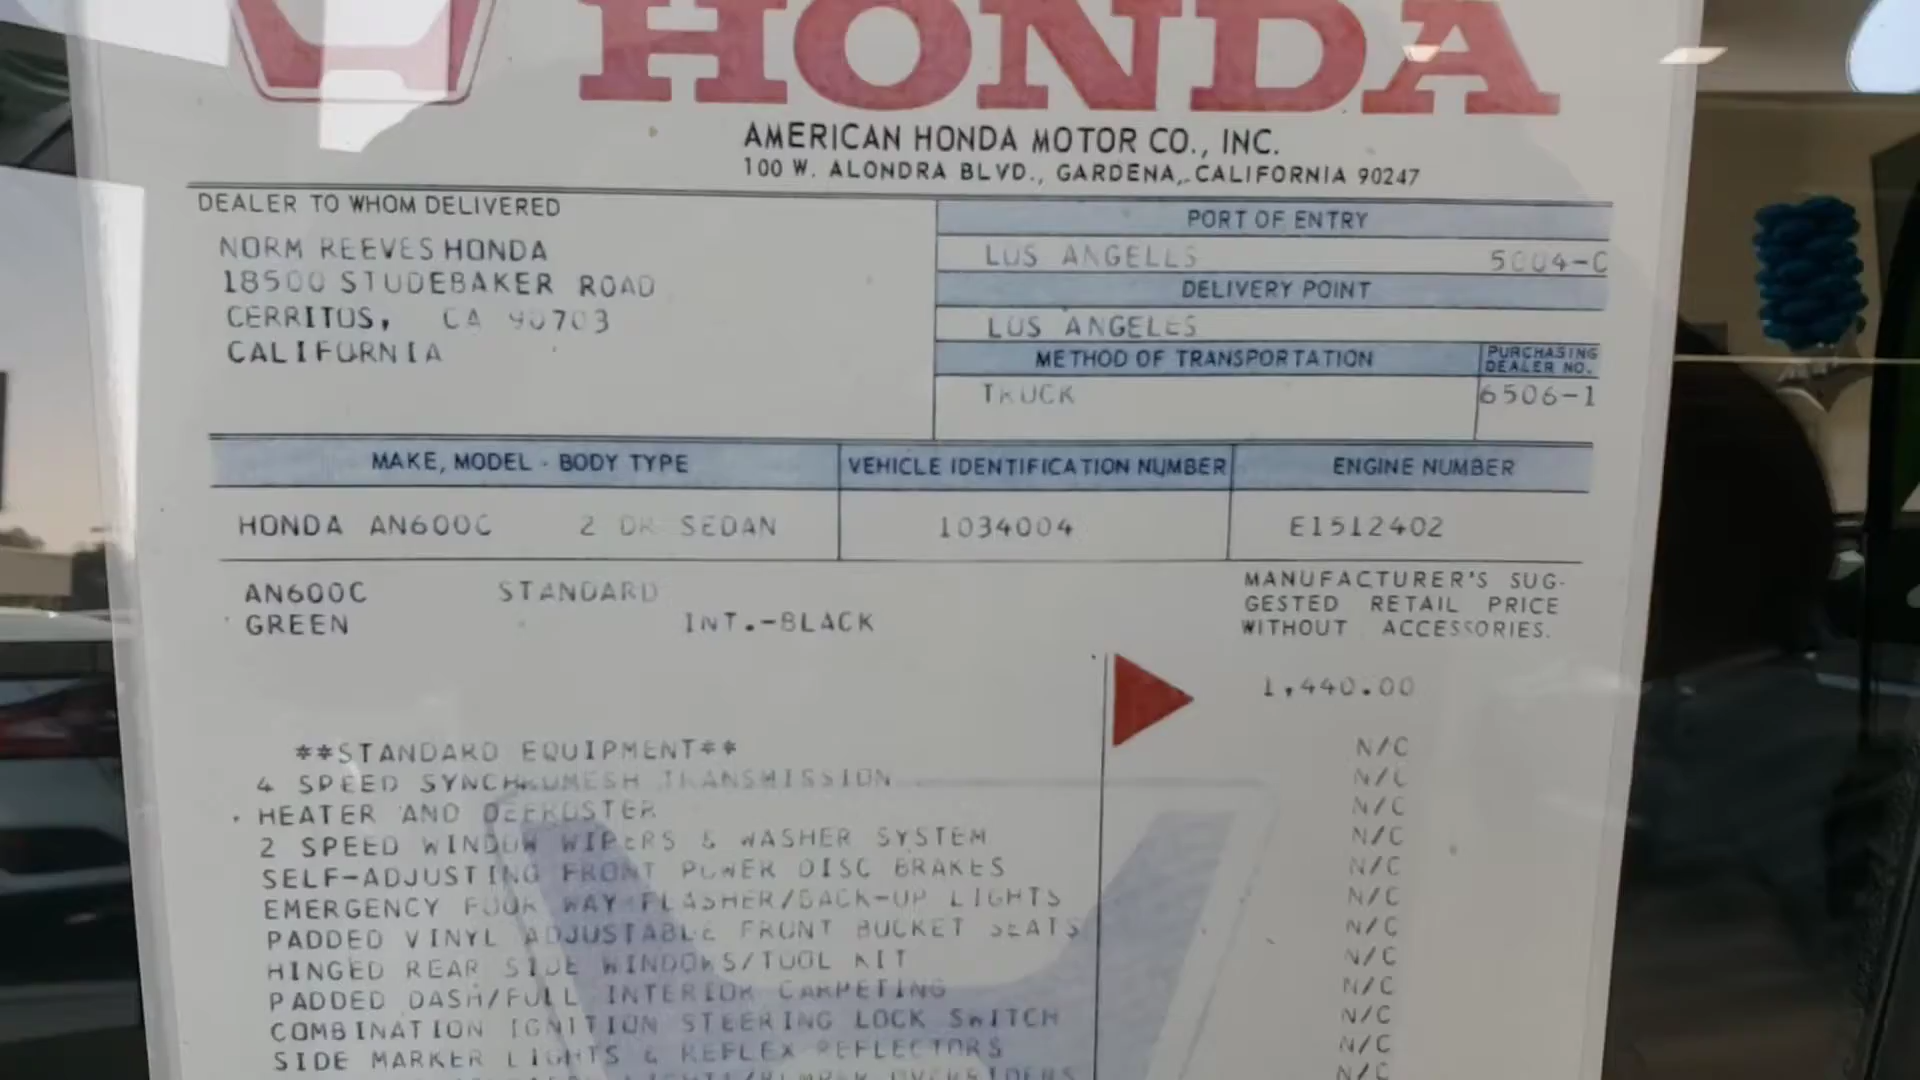 HONDA
AMERICAN HONDA MOTOR CO., INC.
100 W. ALONDRA BLVD., GARDENA, CALIFORNIA 90247
DEALER TO WHOM DELIVERED
NORM REEVES HONDA
18500 STUDEBAKER ROAD
CERRITOS, CA 90703
CALIFORNIA
PORT OF ENTRY
LOS ANGELES 5004-C
DELIVERY POINT
LOS ANGELES
METHOD OF TRANSPORTATION
PURCHASING
DEALER NO.
TRUCK
6506-1
MAKE, MODEL - BODY TYPE
VEHICLE IDENTIFICATION NUMBER
ENGINE NUMBER
HONDA AN600C 2 DR SEDAN
1034004
E1512402
AN600C STANDARD
GREEN INT.-BLACK
MANUFACTURER'S SUG-
GESTED RETAIL PRICE
WITHOUT ACCESSORIES.
1,440.00
**STANDARD EQUIPMENT** N/C
4 SPEED SYNCHROMESH TRANSMISSION N/C
HEATER AND DEFROSTER N/C
2 SPEED WINDOW WIPERS & WASHER SYSTEM N/C
SELF-ADJUSTING FRONT POWER DISC BRAKES N/C
EMERGENCY FOUR WAY FLASHER/BACK-UP LIGHTS N/C
PADDED VINYL ADJUSTABLE FRONT BUCKET SEATS N/C
HINGED REAR SIDE WINDOWS/TOOL KIT N/C
PADDED DASH/FULL INTERIOR CARPETING N/C
COMBINATION IGNITION STEERING LOCK SWITCH N/C
SIDE MARKER LIGHTS & REFLEX REFLECTORS N/C
N/C